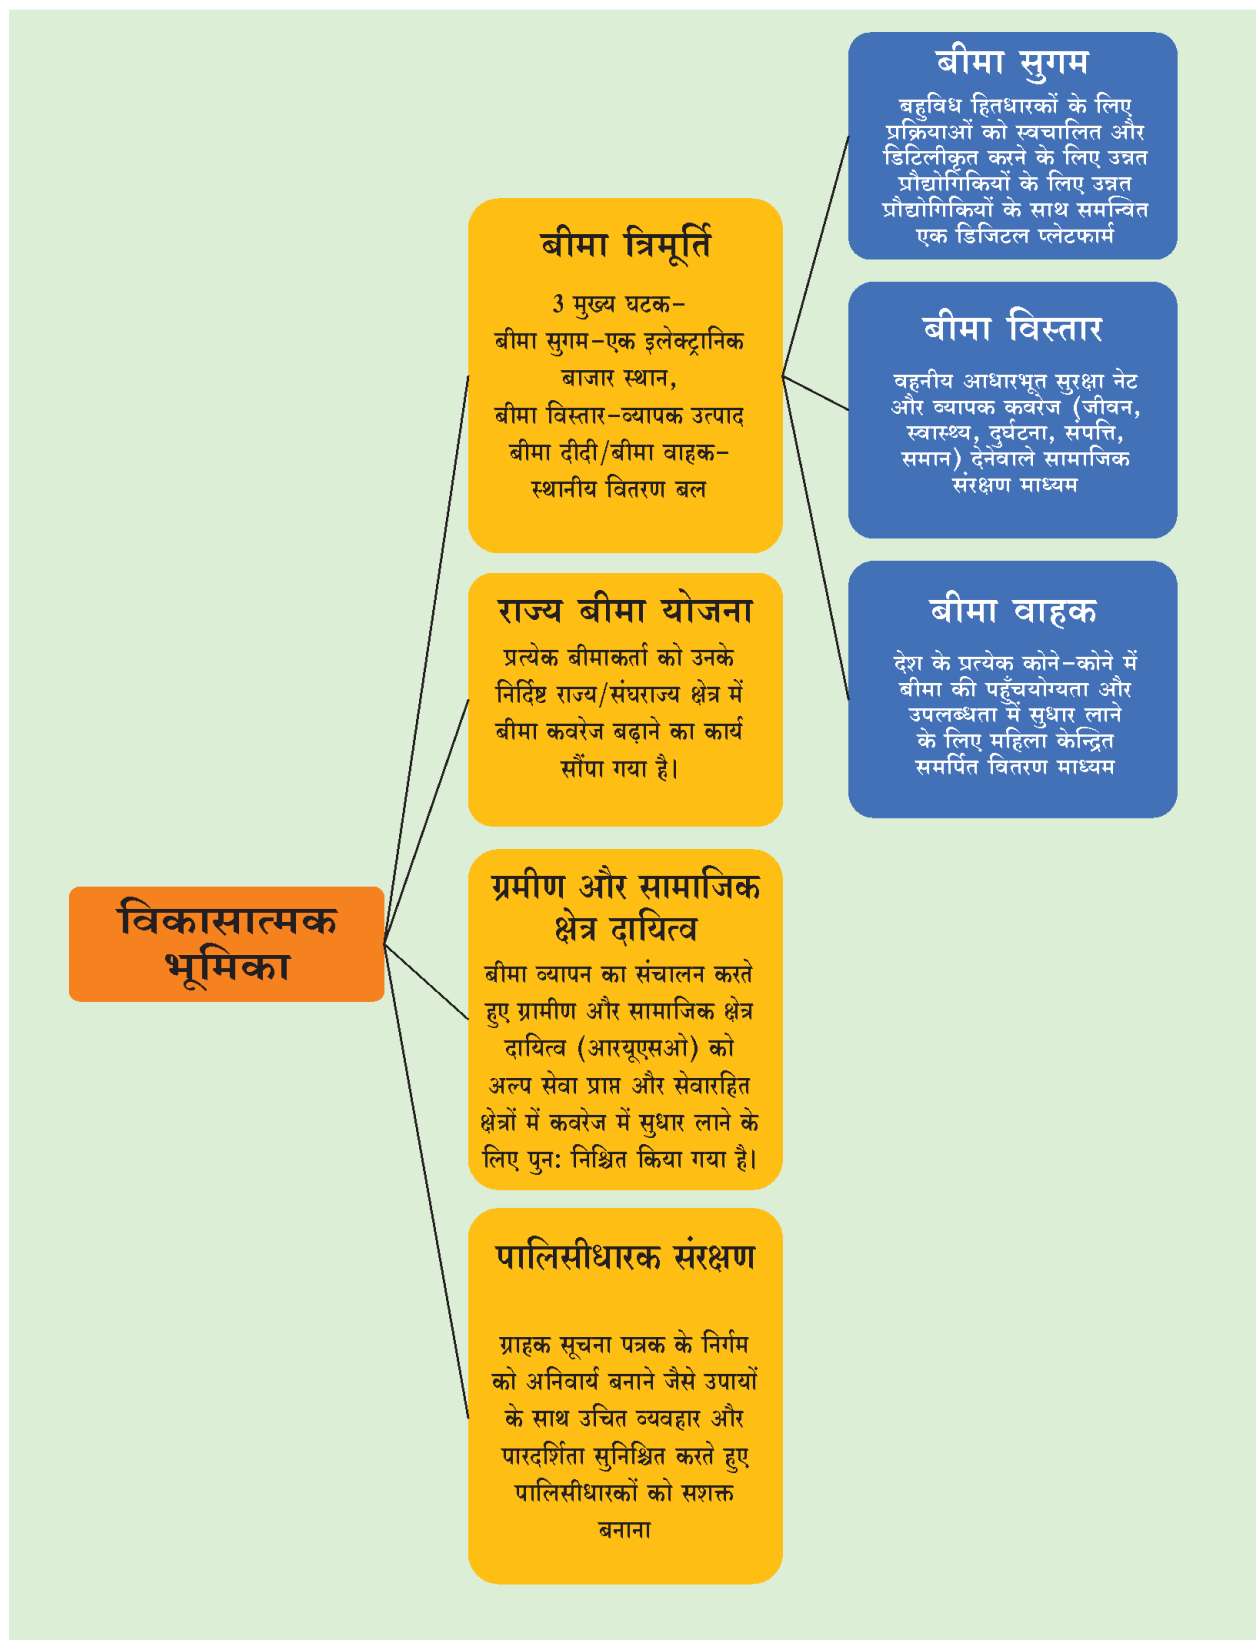 विकासात्मक
भूमिका
बीमा त्रिमूर्ति
3 मुख्य घटक-
बीमा सुगम-एक इलेक्ट्रानिक
बाजार स्थान,
बीमा विस्तार-व्यापक उत्पाद
बीमा दीदी/बीमा वाहक-
स्थानीय वितरण बल
बीमा सुगम
बहुविध हितधारकों के लिए
प्रक्रियाओं को स्वचालित और
डिटिलीकृत करने के लिए उन्नत
प्रौद्योगिकियों के लिए उन्नत
प्रौद्योगिकियों के साथ समन्वित
एक डिजिटल प्लेटफार्म
बीमा विस्तार
वहनीय आधारभूत सुरक्षा नेट
और व्यापक कवरेज (जीवन,
स्वास्थ्य, दुर्घटना, संपत्ति,
समान) देनेवाले सामाजिक
संरक्षण माध्यम
बीमा वाहक
देश के प्रत्येक कोने-कोने में
बीमा की पहुँचयोग्यता और
उपलब्धता में सुधार लाने
के लिए महिला केन्द्रित
समर्पित वितरण माध्यम
राज्य बीमा योजना
प्रत्येक बीमाकर्ता को उनके
निर्दिष्ट राज्य/संघराज्य क्षेत्र में
बीमा कवरेज बढ़ाने का कार्य
सौंपा गया है।
ग्रमीण और सामाजिक
क्षेत्र दायित्व
बीमा व्यापन का संचालन करते
हुए ग्रामीण और सामाजिक क्षेत्र
दायित्व (आरयूएसओ) को
अल्प सेवा प्राप्त और सेवारहित
क्षेत्रों में कवरेज में सुधार लाने के
लिए पुन: निश्चित किया गया है।
पालिसीधारक संरक्षण
ग्राहक सूचना पत्रक के निर्गम
को अनिवार्य बनाने जैसे उपायों
के साथ उचित व्यवहार और
पारदर्शिता सुनिश्चित करते हुए
पालिसीधारकों को सशक्त
बनाना